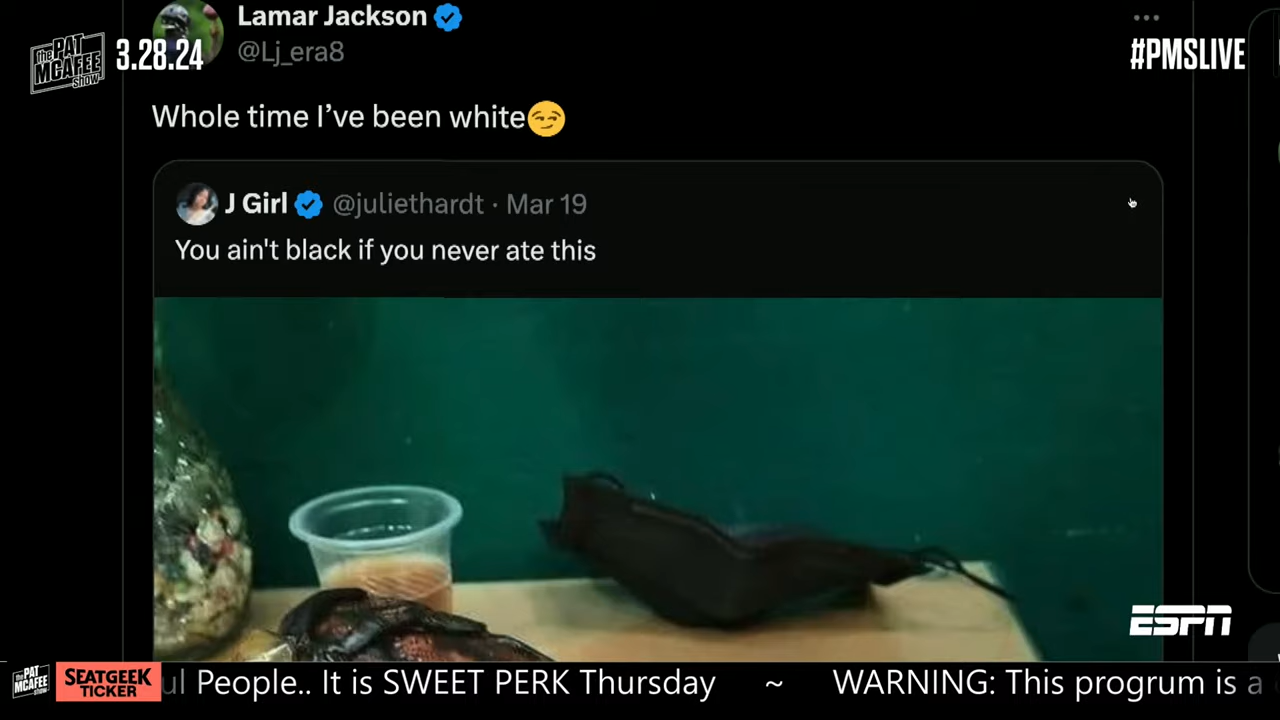 Lamar Jackson
@Lj_era8
the PAT McAFEE Show
3.28.24
#PMSLIVE
Whole time I've been white😏
J Girl @juliethardt · Mar 19
You ain't black if you never ate this
ESPN
the PAT McAFEE Show
SEATGEEK
TICKER
People.. It is SWEET PERK Thursday ~ WARNING: This progrum is a